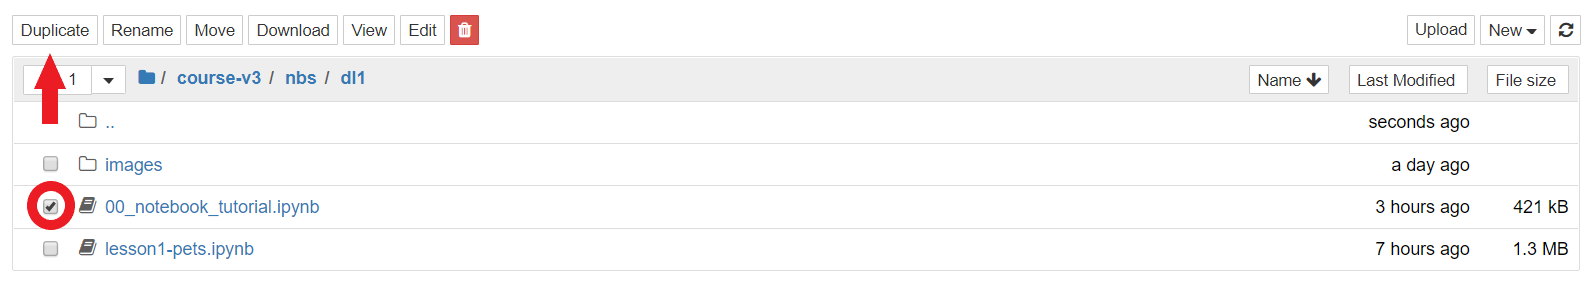 Duplicate Rename Move Download View Edit Upload New
1 / course-v3 / nbs / dl1 Name Last Modified File size
.. seconds ago
images a day ago
00_notebook_tutorial.ipynb 3 hours ago 421 kB
lesson1-pets.ipynb 7 hours ago 1.3 MB